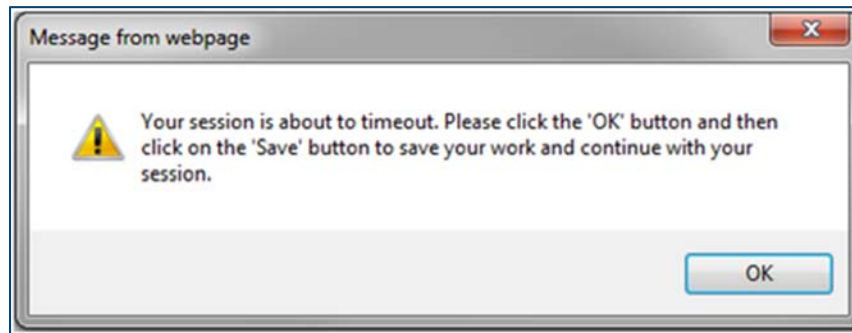 Message from webpage
Your session is about to timeout. Please click the 'OK' button and then
click on the 'Save' button to save your work and continue with your
session.
OK